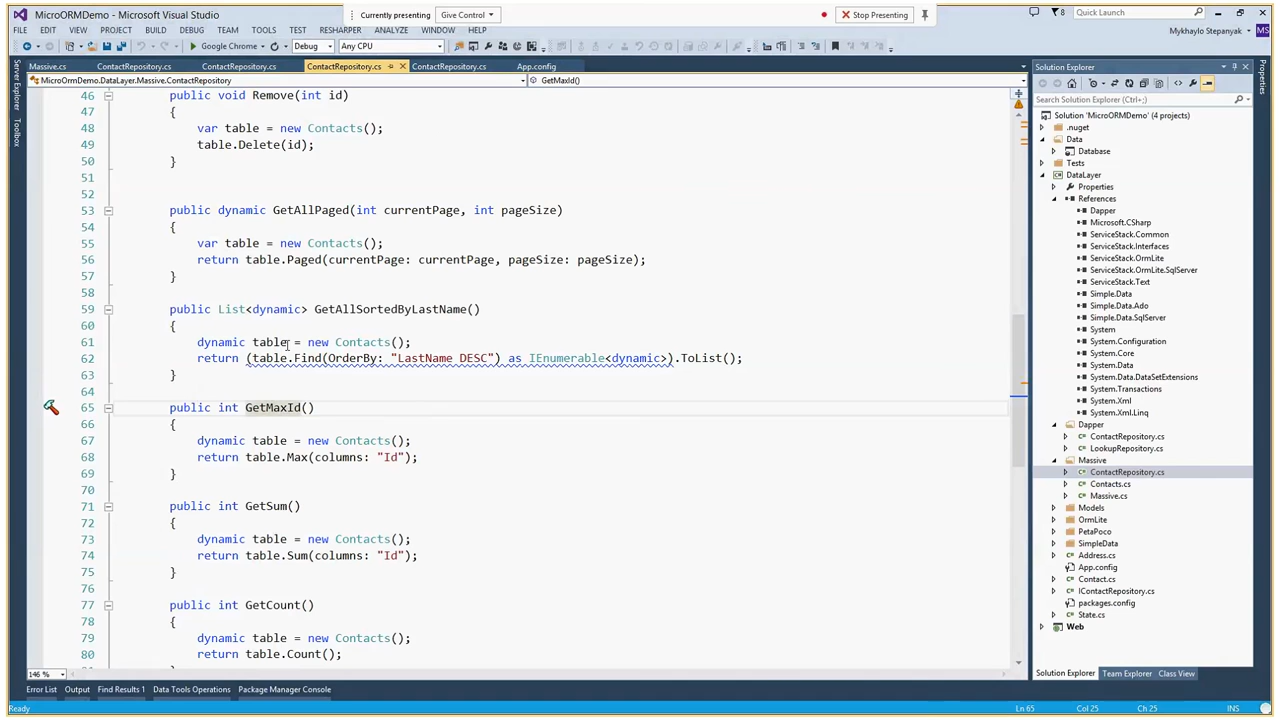 MicroORMDemo - Microsoft Visual Studio
Currently presenting
Give Control
Stop Presenting
8
Quick Launch (Ctrl+Q)
FILE EDIT VIEW PROJECT BUILD DEBUG TEAM TOOLS TEST RESHARPER ANALYZE WINDOW HELP
Mykhaylo Stepanyak
MS
Google Chrome
Debug
Any CPU
Massive.cs
ContactRepository.cs
ContactRepository.cs
ContactRepository.cs
ContactRepository.cs
App.config
MicroOrmDemo.DataLayer.Massive.ContactRepository
GetMaxId()
46 public void Remove(int id)
47 {
48 var table = new Contacts();
49 table.Delete(id);
50 }
51
52
53 public dynamic GetAllPaged(int currentPage, int pageSize)
54 {
55 var table = new Contacts();
56 return table.Paged(currentPage: currentPage, pageSize: pageSize);
57 }
58
59 public List<dynamic> GetAllSortedByLastName()
60 {
61 dynamic table = new Contacts();
62 return (table.Find(OrderBy: "LastName DESC") as IEnumerable<dynamic>).ToList();
63 }
64
65 public int GetMaxId()
66 {
67 dynamic table = new Contacts();
68 return table.Max(columns: "Id");
69 }
70
71 public int GetSum()
72 {
73 dynamic table = new Contacts();
74 return table.Sum(columns: "Id");
75 }
76
77 public int GetCount()
78 {
79 dynamic table = new Contacts();
80 return table.Count();
146 %
Server Explorer
Toolbox
Solution Explorer
Search Solution Explorer (Ctrl+;)
Solution 'MicroORMDemo' (4 projects)
.nuget
Data
Database
Tests
DataLayer
Properties
References
Dapper
Microsoft.CSharp
ServiceStack.Common
ServiceStack.Interfaces
ServiceStack.OrmLite
ServiceStack.OrmLite.SqlServer
ServiceStack.Text
Simple.Data
Simple.Data.Ado
Simple.Data.SqlServer
System
System.Configuration
System.Core
System.Data
System.Data.DataSetExtensions
System.Transactions
System.Xml
System.Xml.Linq
Dapper
ContactRepository.cs
LookupRepository.cs
Massive
ContactRepository.cs
Contacts.cs
Massive.cs
Models
OrmLite
PetaPoco
SimpleData
Address.cs
App.config
Contact.cs
IContactRepository.cs
packages.config
State.cs
Web
Solution Explorer
Team Explorer
Class View
Properties
Error List
Output
Find Results 1
Data Tools Operations
Package Manager Console
Ready
Ln 65
Col 25
Ch 25
INS